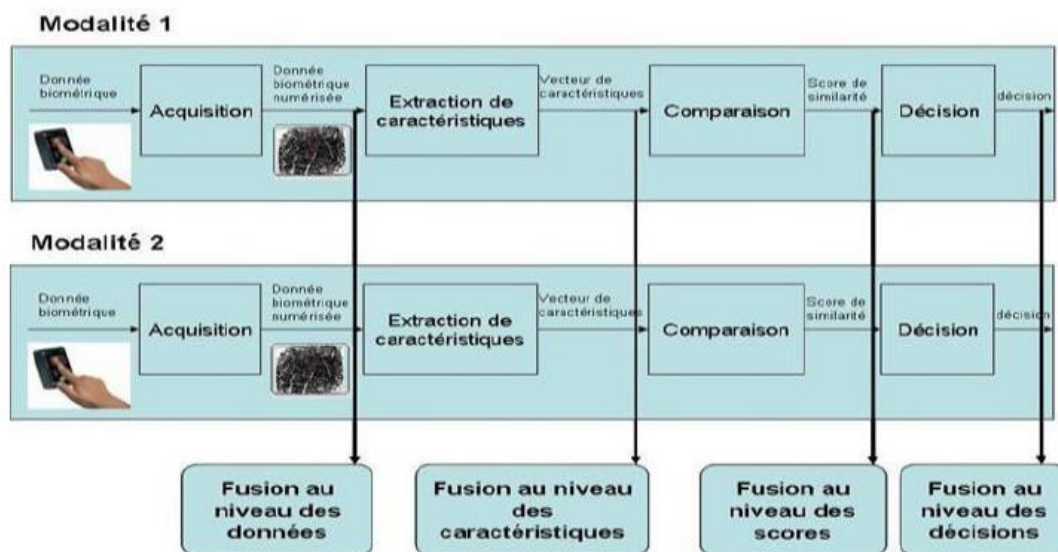 Modalité 1
Donnée
biométrique
Acquisition
Donnée
biométrique
numérisée
Extraction de
caractéristiques
Vecteur de
caractéristiques
Comparaison
Score de
similarité
Décision
décision
Modalité 2
Donnée
biométrique
Acquisition
Donnée
biométrique
numérisée
Extraction de
caractéristiques
Vecteur de
caractéristiques
Comparaison
Score de
similarité
Décision
décision
Fusion au
niveau des
données
Fusion au niveau
des
caractéristiques
Fusion au
niveau des
scores
Fusion au
niveau des
décisions